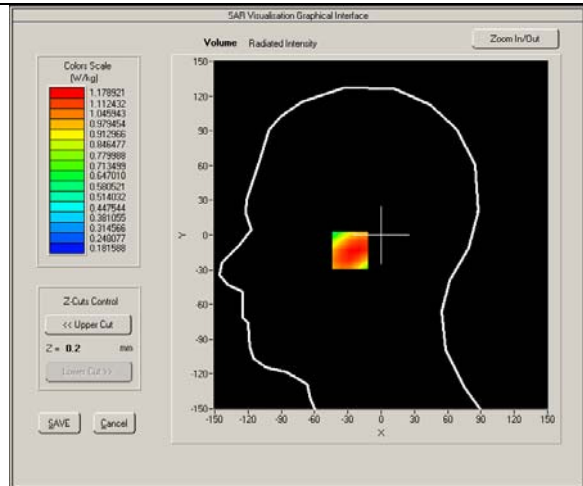 SAR Visualisation Graphical Interface
Volume Radiated Intensity
Zoom In/Out
Colors Scale
(W/kg)
1.178921
1.112432
1.045943
0.979454
0.912966
0.846477
0.779988
0.713499
0.647010
0.580521
0.514032
0.447544
0.381055
0.314566
0.248077
0.181588
Z-Cuts Control
<< Upper Cut
Z = 0.2 mm
Lower Cut >>
SAVE Cancel
150
120
90
60
30
0
-30
-60
-90
-120
-150
Y
-150 -120 -90 -60 -30 0 30 60 90 120 150
X